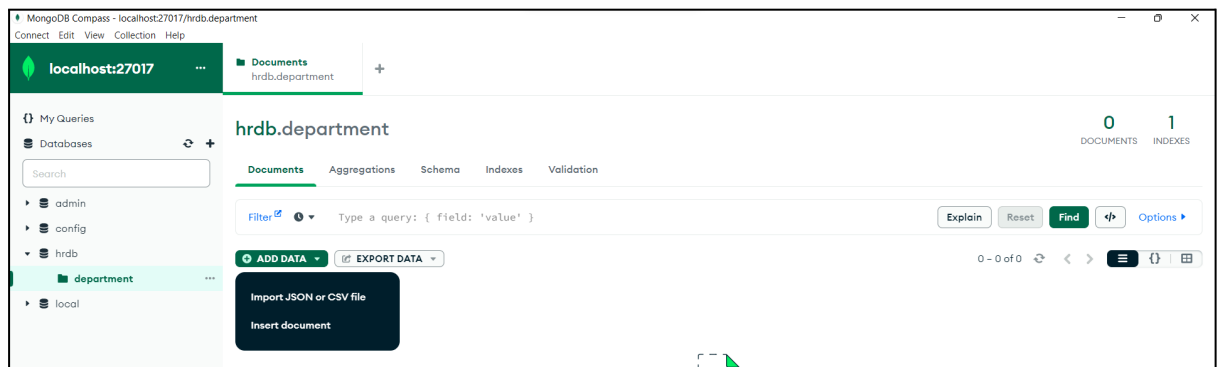 MongoDB Compass - localhost:27017/hrdb.department
Connect Edit View Collection Help
localhost:27017 ...
Documents
hrdb.department
+
{} My Queries
Databases
Search
admin
config
hrdb
department ...
local
hrdb.department
0 DOCUMENTS
1 INDEXES
Documents Aggregations Schema Indexes Validation
Filter Type a query: { field: 'value' } Explain Reset Find </> Options
ADD DATA EXPORT DATA 0 – 0 of 0 {}
Import JSON or CSV file
Insert document